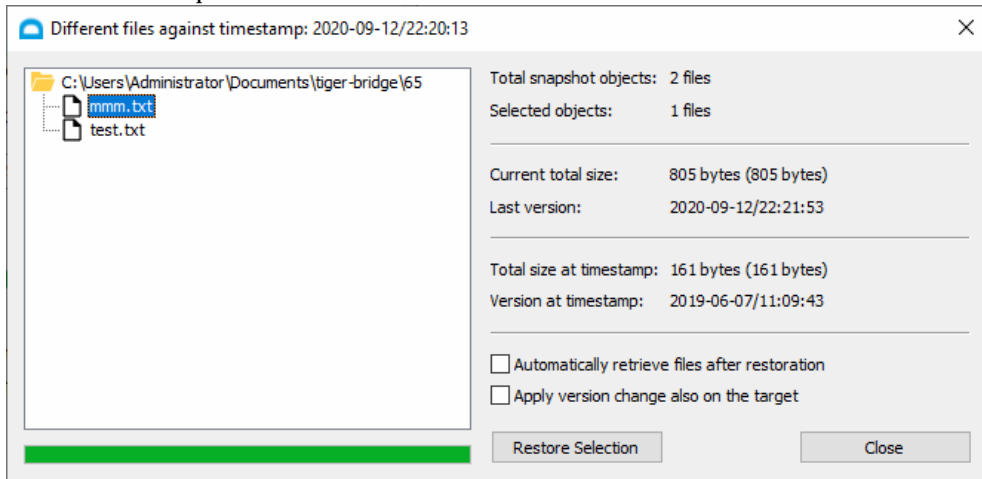 Different files against timestamp: 2020-09-12/22:20:13
C:\Users\Administrator\Documents\tiger-bridge\65
mmm.txt
test.txt
Total snapshot objects: 2 files
Selected objects: 1 files
Current total size: 805 bytes (805 bytes)
Last version: 2020-09-12/22:21:53
Total size at timestamp: 161 bytes (161 bytes)
Version at timestamp: 2019-06-07/11:09:43
Automatically retrieve files after restoration
Apply version change also on the target
Restore Selection
Close